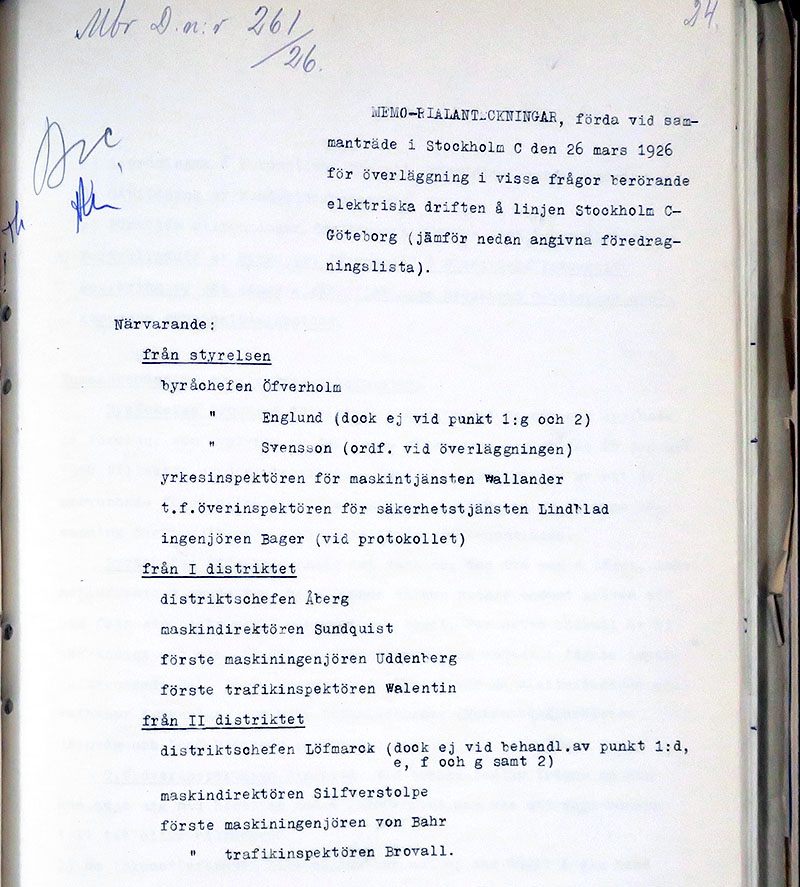 Mbr D.n:r 261/26.
24.
MEMO-RIALANTECKNINGAR, förda vid sam-
manträde i Stockholm C den 26 mars 1926
för överläggning i vissa frågor berörande
elektriska driften å linjen Stockholm C-
Göteborg (jämför nedan angivna föredrag-
ningslista).
Närvarande:
från styrelsen
byråchefen Öfverholm
" Englund (dock ej vid punkt 1:g och 2)
" Svensson (ordf. vid överläggningen)
yrkesinspektören för maskintjänsten Wallander
t.f.överinspektören för säkerhetstjänsten Lindblad
ingenjören Bager (vid protokollet)
från I distriktet
distriktschefen Åberg
maskindirektören Sundquist
förste maskiningenjören Uddenberg
förste trafikinspektören Walentin
från II distriktet
distriktschefen Löfmarck (dock ej vid behandl.av punkt 1:d,
e, f och g samt 2)
maskindirektören Silfverstolpe
förste maskiningenjören von Bahr
" trafikinspektören Brovall.